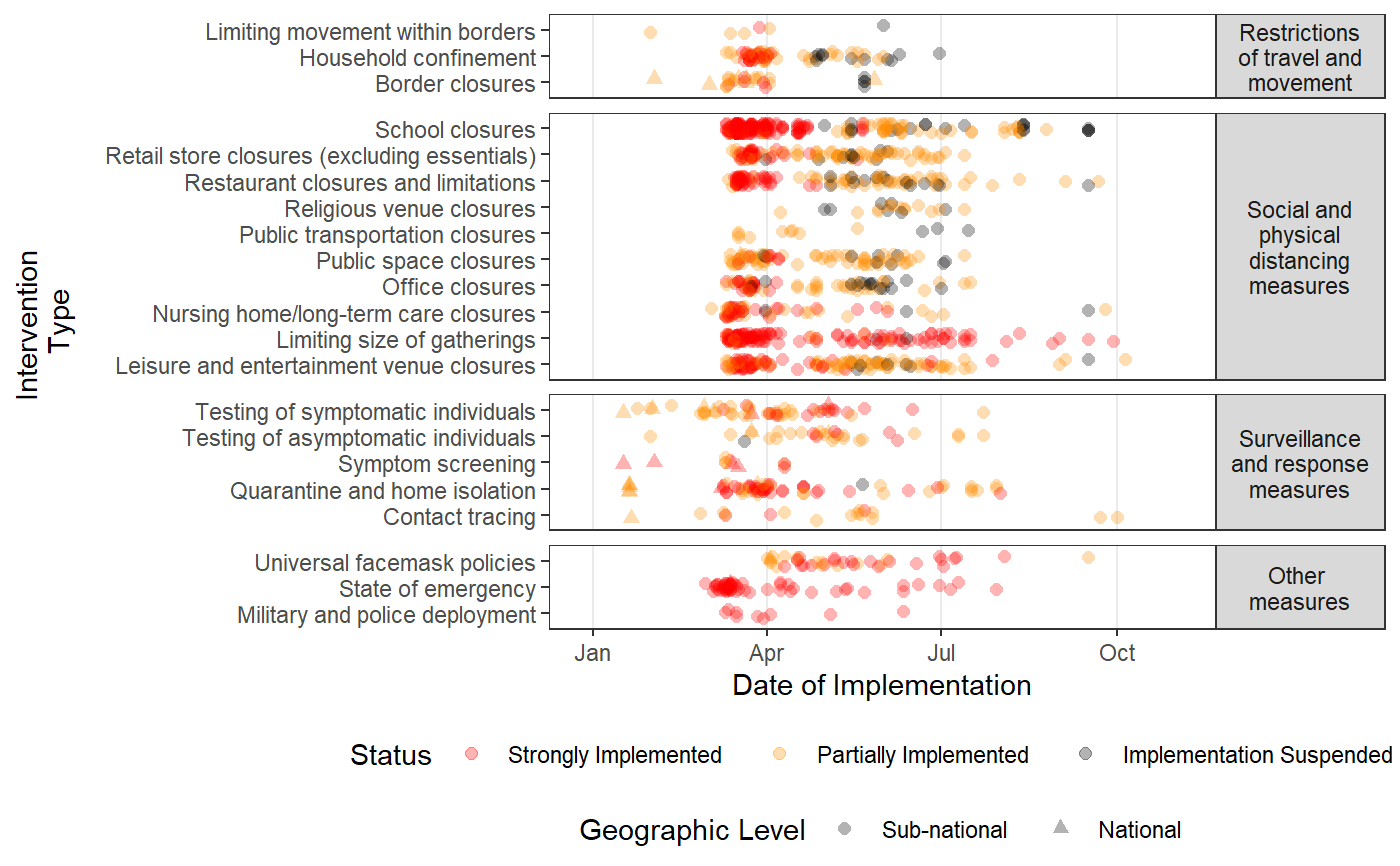 Limiting movement within borders
Household confinement
Border closures
Restrictions
of travel and
movement
School closures
Retail store closures (excluding essentials)
Restaurant closures and limitations
Religious venue closures
Public transportation closures
Public space closures
Office closures
Nursing home/long-term care closures
Limiting size of gatherings
Leisure and entertainment venue closures
Social and
physical
distancing
measures
Testing of symptomatic individuals
Testing of asymptomatic individuals
Symptom screening
Quarantine and home isolation
Contact tracing
Surveillance
and response
measures
Universal facemask policies
State of emergency
Military and police deployment
Other
measures
Intervention
Type
Jan Apr Jul Oct
Date of Implementation
Status Strongly Implemented Partially Implemented Implementation Suspended
Geographic Level Sub-national National